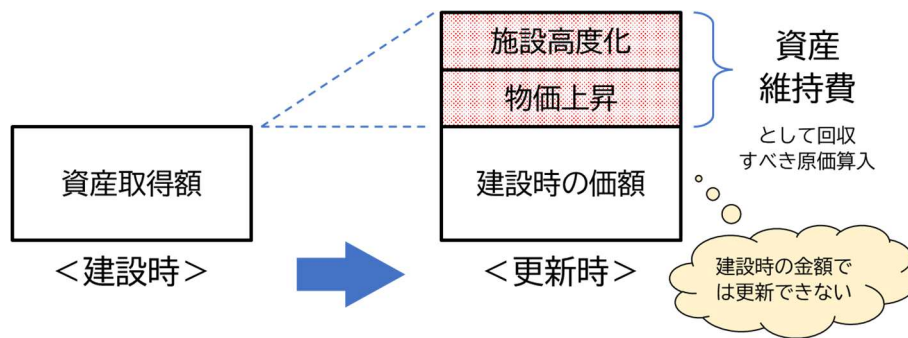 施設高度化
物価上昇
資産
維持費
として回収
すべき原価算入
資産取得額
建設時の価額
＜建設時＞
＜更新時＞
建設時の金額で
は更新できない